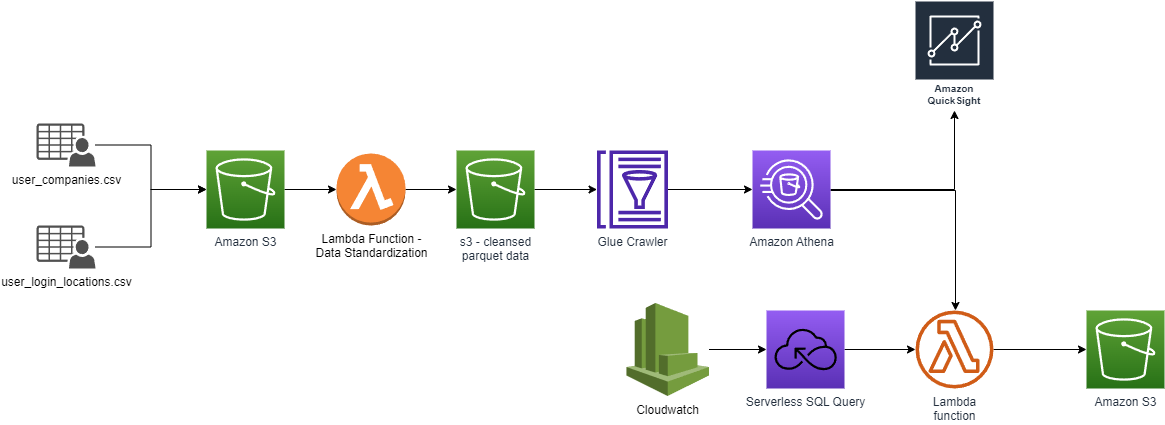 Amazon
QuickSight
user_companies.csv
Amazon S3
Lambda Function -
Data Standardization
s3 - cleansed
parquet data
Glue Crawler
Amazon Athena
user_login_locations.csv
Cloudwatch
Serverless SQL Query
Lambda
function
Amazon S3